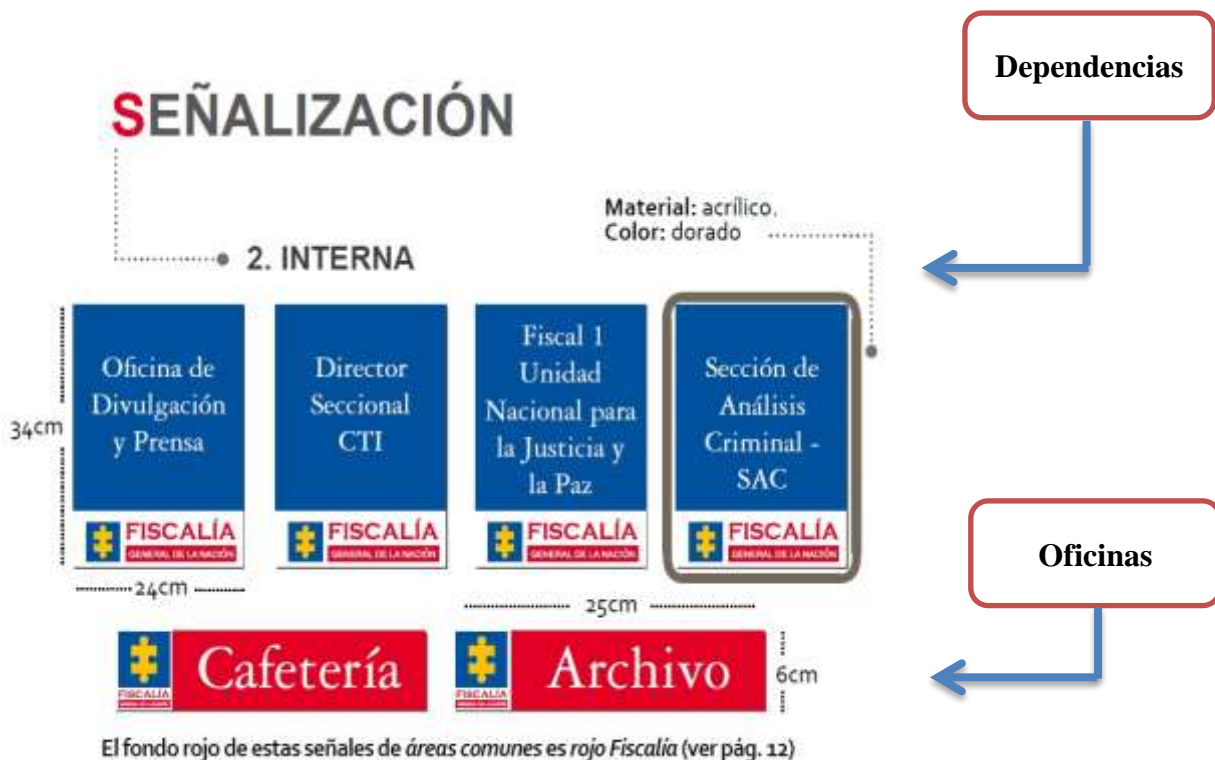 Dependencias
SEÑALIZACIÓN
Material: acrílico.
Color: dorado
2. INTERNA
Oficina de
Divulgación
y Prensa
FISCALÍA
GENERAL DE LA NACIÓN
Director
Seccional
CTI
FISCALÍA
GENERAL DE LA NACIÓN
Fiscal 1
Unidad
Nacional para
la Justicia y
la Paz
FISCALÍA
GENERAL DE LA NACIÓN
Sección de
Análisis
Criminal -
SAC
FISCALÍA
GENERAL DE LA NACIÓN
34cm
24cm
25cm
Oficinas
FISCALÍA
Cafetería
FISCALÍA
Archivo
6cm
El fondo rojo de estas señales de áreas comunes es rojo Fiscalía (ver pág. 12)